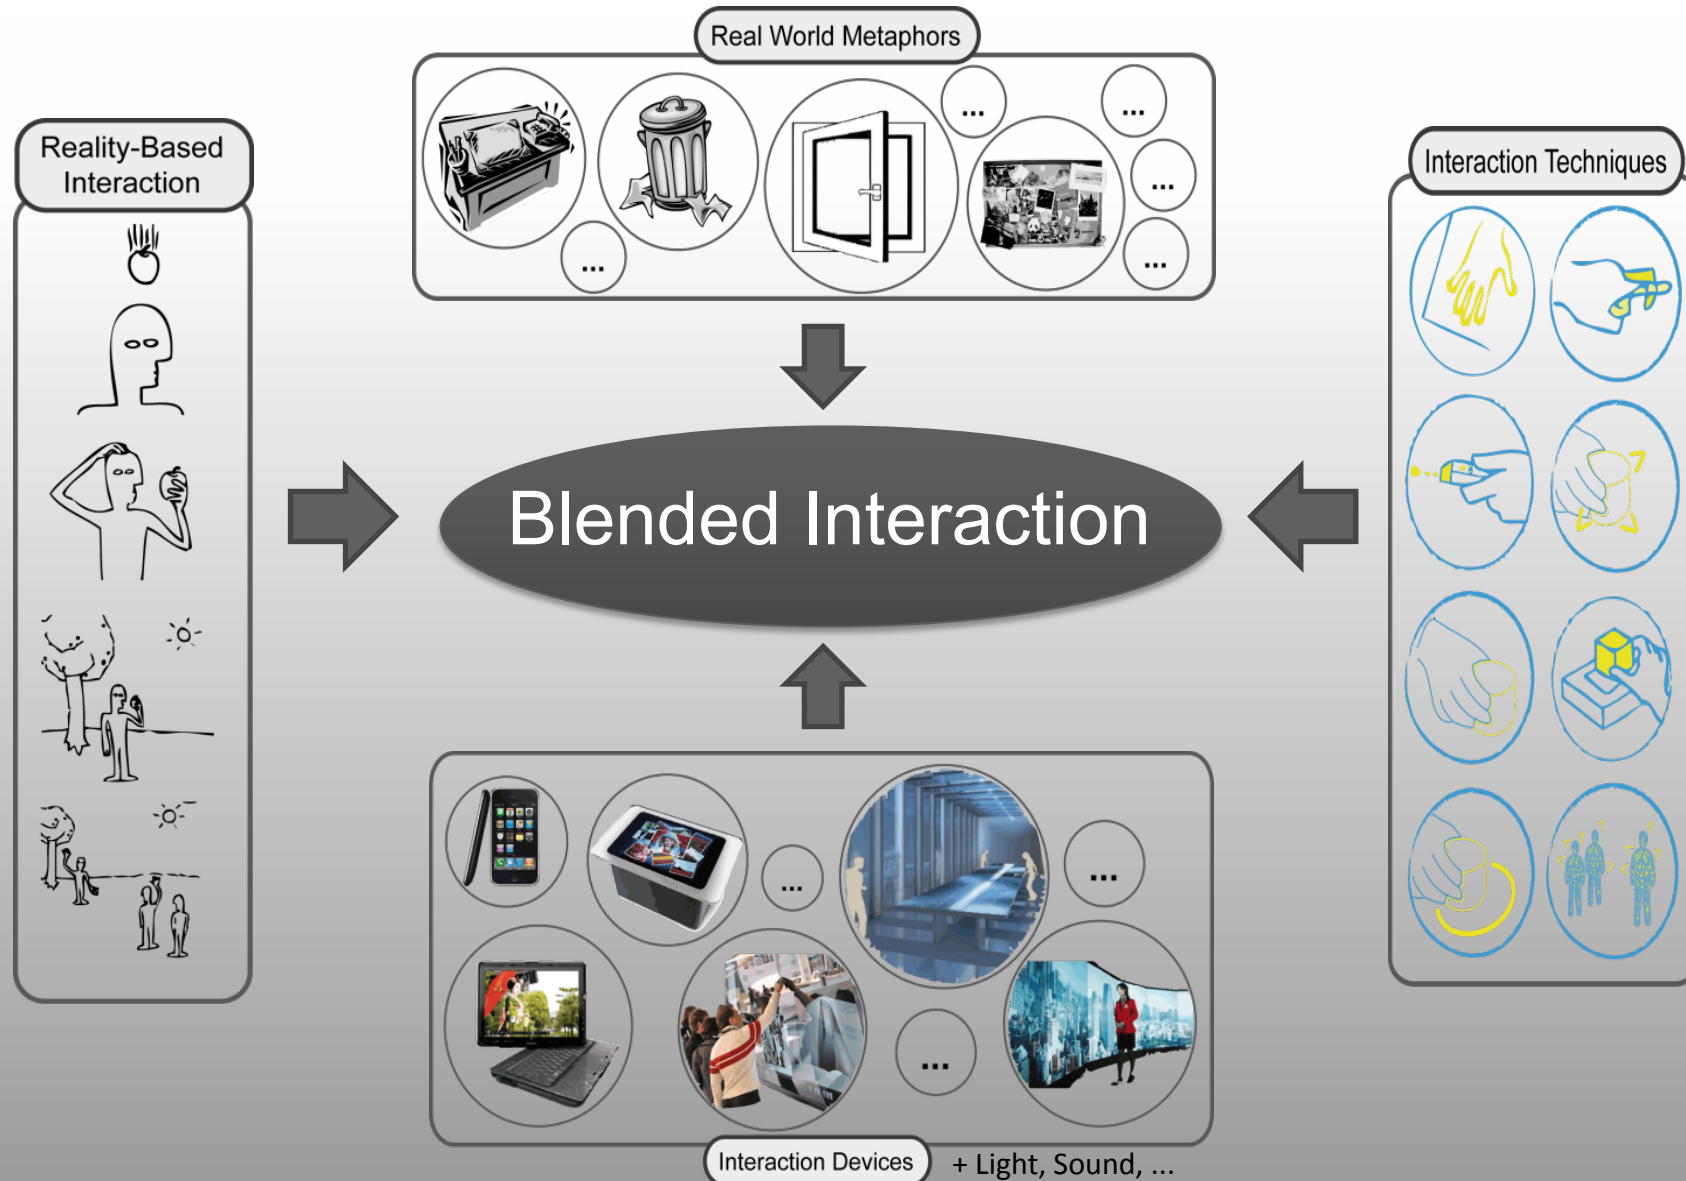 Real World Metaphors
...
...
...
...
...
Reality-Based
Interaction
Interaction Techniques
Blended Interaction
...
...
...
Interaction Devices
+ Light, Sound, ...